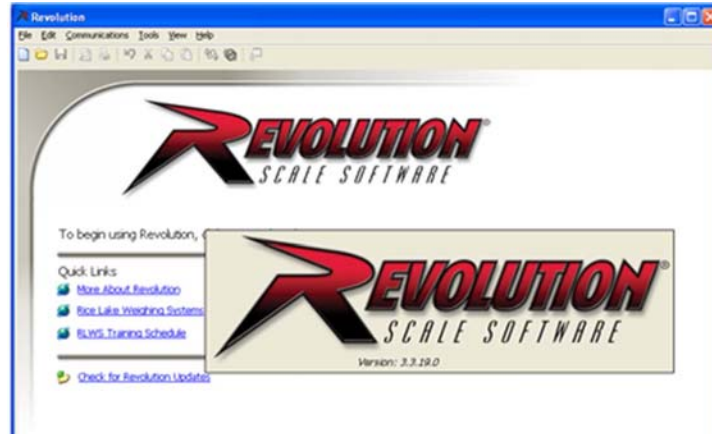 Revolution
File Edit Communications Tools View Help
REVOLUTION®
SCALE SOFTWARE
To begin using Revolution,
Quick Links
More About Revolution
Rice Lake Weighing Systems
RLWS Training Schedule
Check for Revolution Updates
REVOLUTION®
SCALE SOFTWARE
Version: 3.3.19.0